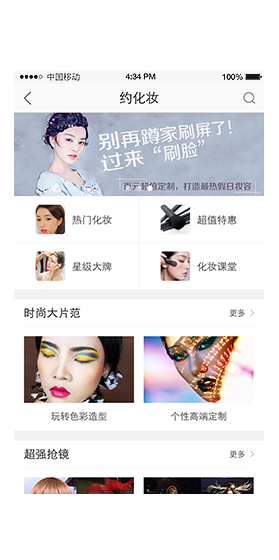 中国移动 4:34 PM 100%
约化妆
别再蹲家刷屏了！
过来“刷脸”
百元超值定制，打造最热假日妆容
热门化妆 超值特惠
星级大牌 化妆课堂
时尚大片范 更多
玩转色彩造型 个性高端定制
超强抢镜 更多